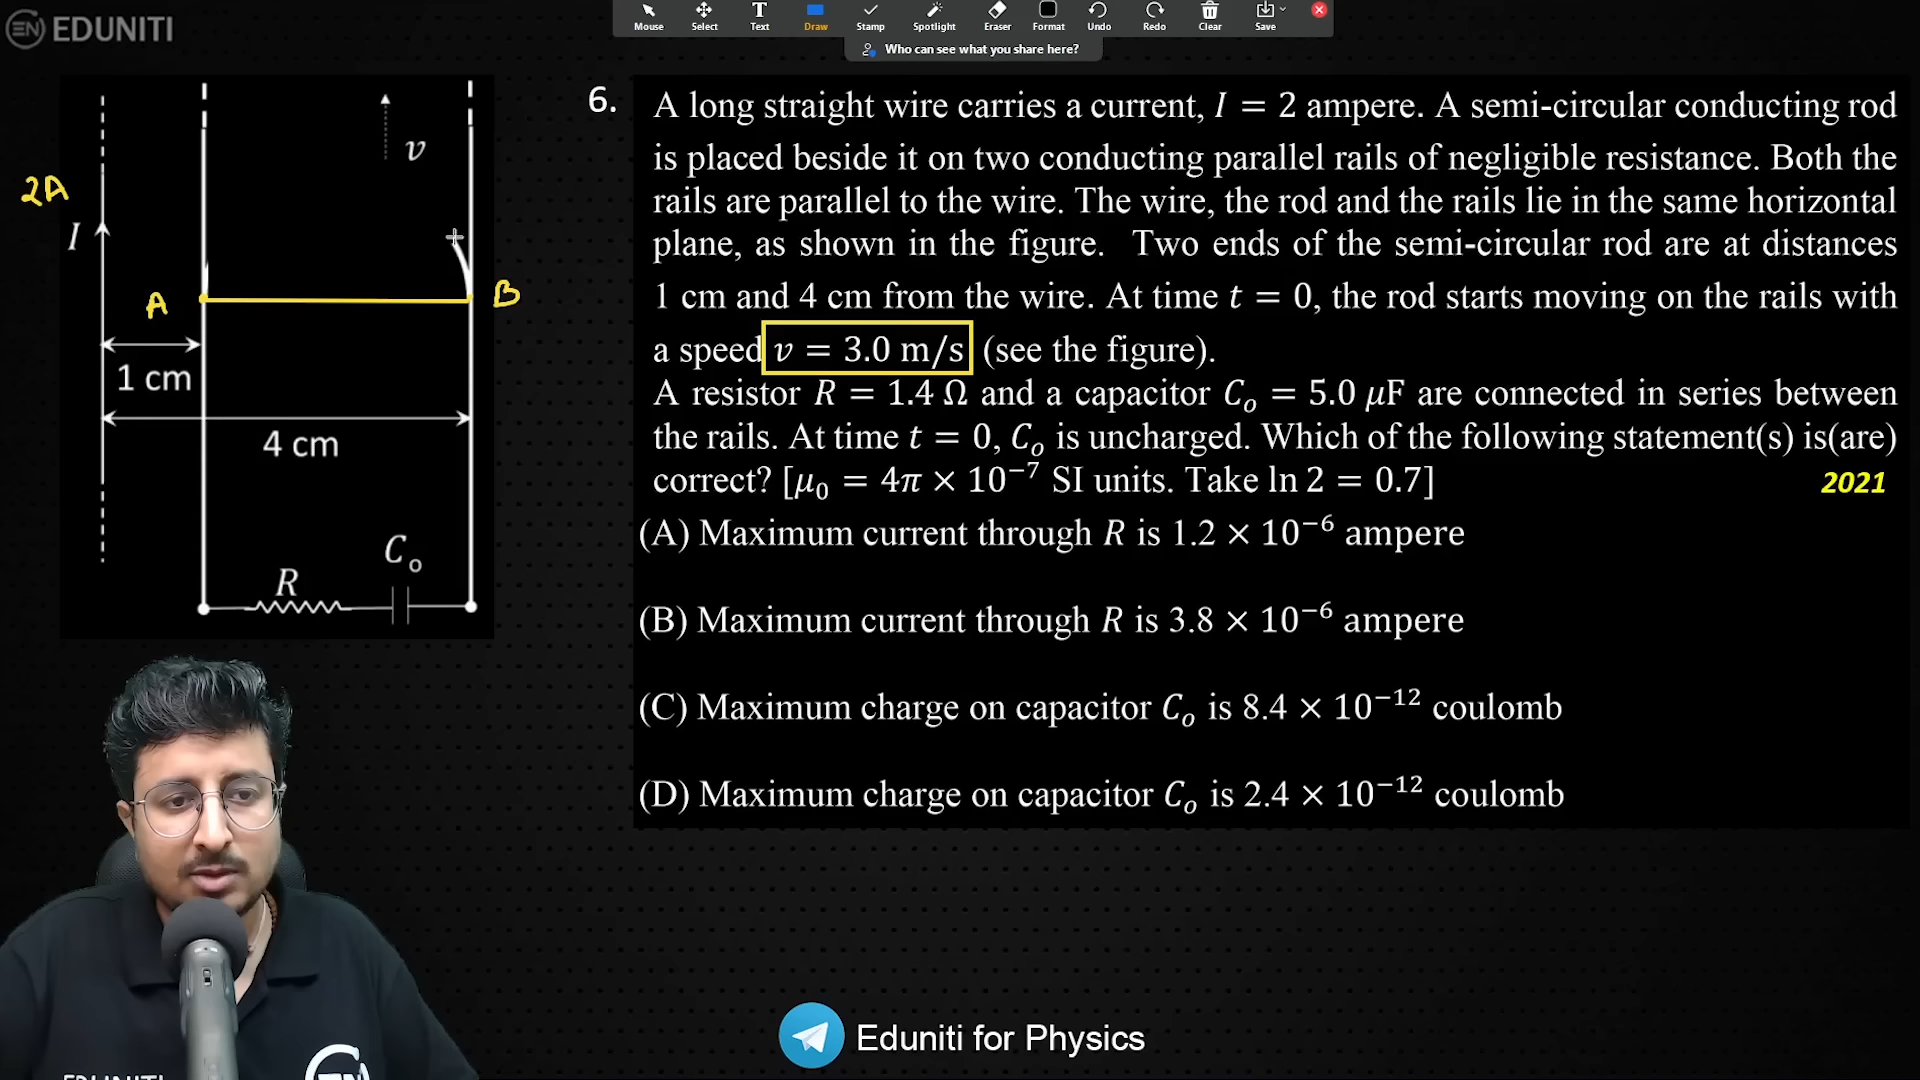 EN EDUNITI
Mouse Select Text Draw Stamp Spotlight Eraser Format Undo Redo Clear Save
Who can see what you share here?
2A
I
v
A
B
1 cm
4 cm
R
Cₒ
6. A long straight wire carries a current, I = 2 ampere. A semi-circular conducting rod
is placed beside it on two conducting parallel rails of negligible resistance. Both the
rails are parallel to the wire. The wire, the rod and the rails lie in the same horizontal
plane, as shown in the figure. Two ends of the semi-circular rod are at distances
1 cm and 4 cm from the wire. At time t = 0, the rod starts moving on the rails with
a speed v = 3.0 m/s (see the figure).
A resistor R = 1.4 Ω and a capacitor Cₒ = 5.0 μF are connected in series between
the rails. At time t = 0, Cₒ is uncharged. Which of the following statement(s) is(are)
correct? [μ₀ = 4π × 10⁻⁷ SI units. Take ln 2 = 0.7]
2021
(A) Maximum current through R is 1.2 × 10⁻⁶ ampere
(B) Maximum current through R is 3.8 × 10⁻⁶ ampere
(C) Maximum charge on capacitor Cₒ is 8.4 × 10⁻¹² coulomb
(D) Maximum charge on capacitor Cₒ is 2.4 × 10⁻¹² coulomb
Eduniti for Physics